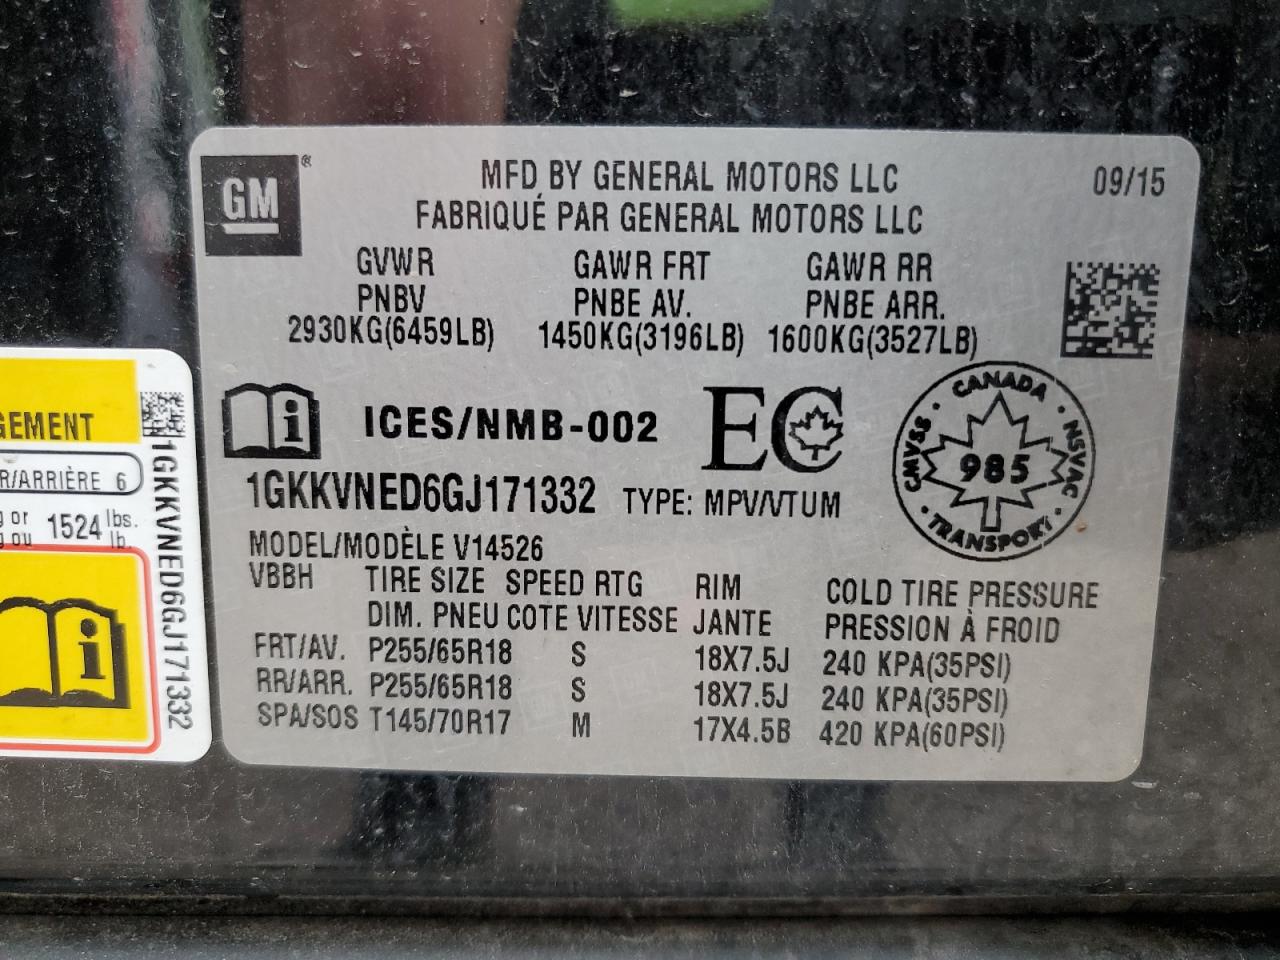 GM®
MFD BY GENERAL MOTORS LLC
09/15
FABRIQUÉ PAR GENERAL MOTORS LLC
GVWR GAWR FRT GAWR RR
PNBV PNBE AV. PNBE ARR.
2930KG(6459LB) 1450KG(3196LB) 1600KG(3527LB)
i ICES/NMB-002 EC
CANADA
CMVSS · NSVAC
985
· TRANSPORT ·
1GKKVNED6GJ171332 TYPE: MPV/VTUM
MODEL/MODÈLE V14526
VBBH TIRE SIZE SPEED RTG RIM COLD TIRE PRESSURE
DIM. PNEU COTE VITESSE JANTE PRESSION À FROID
FRT/AV. P255/65R18 S 18X7.5J 240 KPA(35PSI)
RR/ARR. P255/65R18 S 18X7.5J 240 KPA(35PSI)
SPA/SOS T145/70R17 M 17X4.5B 420 KPA(60PSI)
GEMENT
R/ARRIÈRE 6
g or 1524 lbs.
g ou lb.
i
1GKKVNED6GJ171332